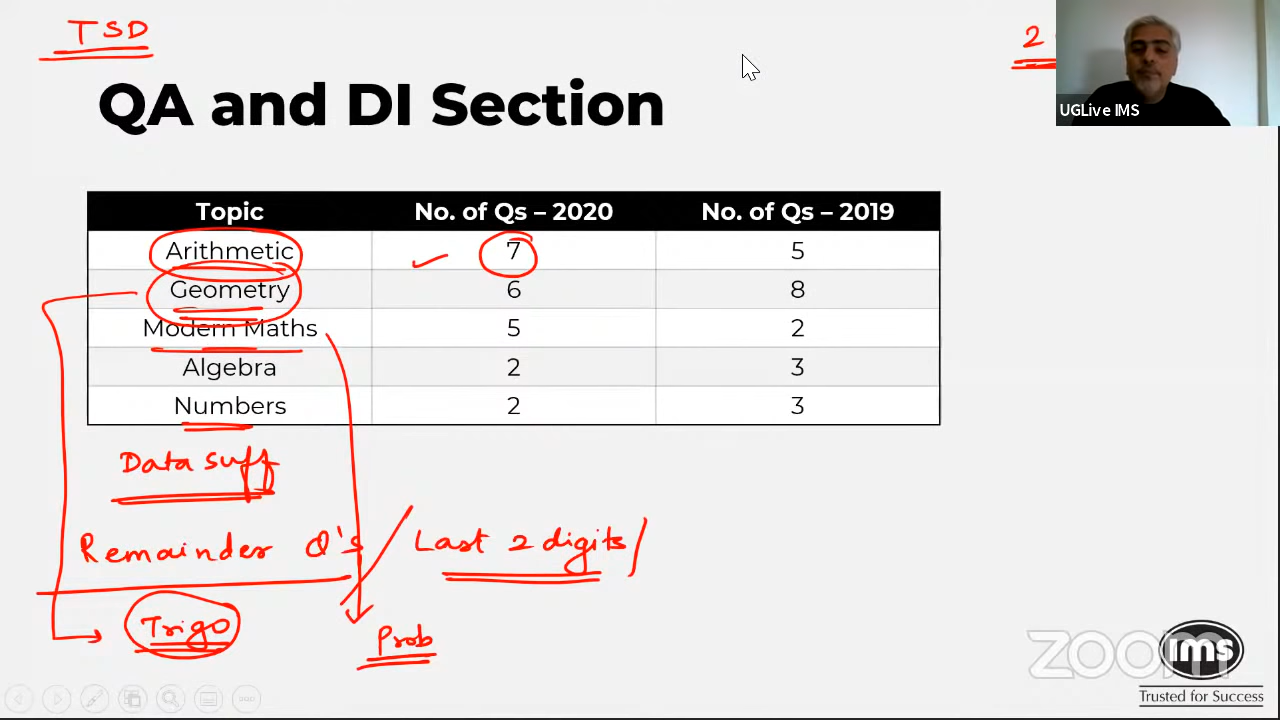 TSD
2
UGLive IMS
QA and DI Section
Topic No. of Qs – 2020 No. of Qs – 2019
Arithmetic 7 5
Geometry 6 8
Modern Maths 5 2
Algebra 2 3
Numbers 2 3
Data suff
Remainder Q's / Last 2 digits /
Trigo
Prob
zoom
ims
Trusted for Success